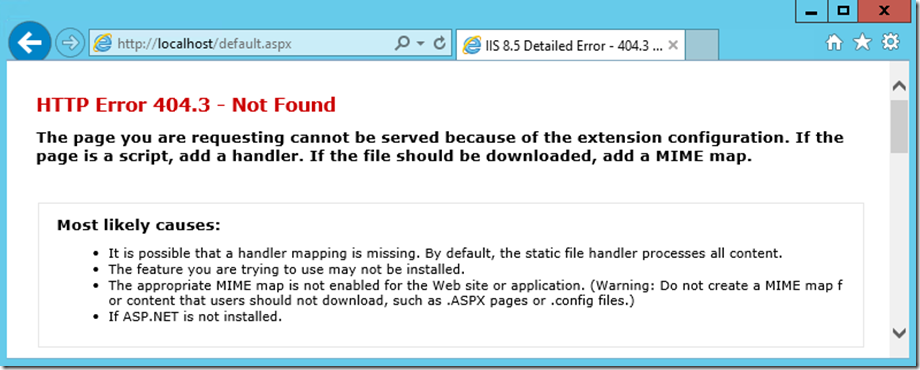 http://localhost/default.aspx
IIS 8.5 Detailed Error - 404.3 ...
HTTP Error 404.3 - Not Found
The page you are requesting cannot be served because of the extension configuration. If the
page is a script, add a handler. If the file should be downloaded, add a MIME map.
Most likely causes:
• It is possible that a handler mapping is missing. By default, the static file handler processes all content.
• The feature you are trying to use may not be installed.
• The appropriate MIME map is not enabled for the Web site or application. (Warning: Do not create a MIME map f
or content that users should not download, such as .ASPX pages or .config files.)
• If ASP.NET is not installed.